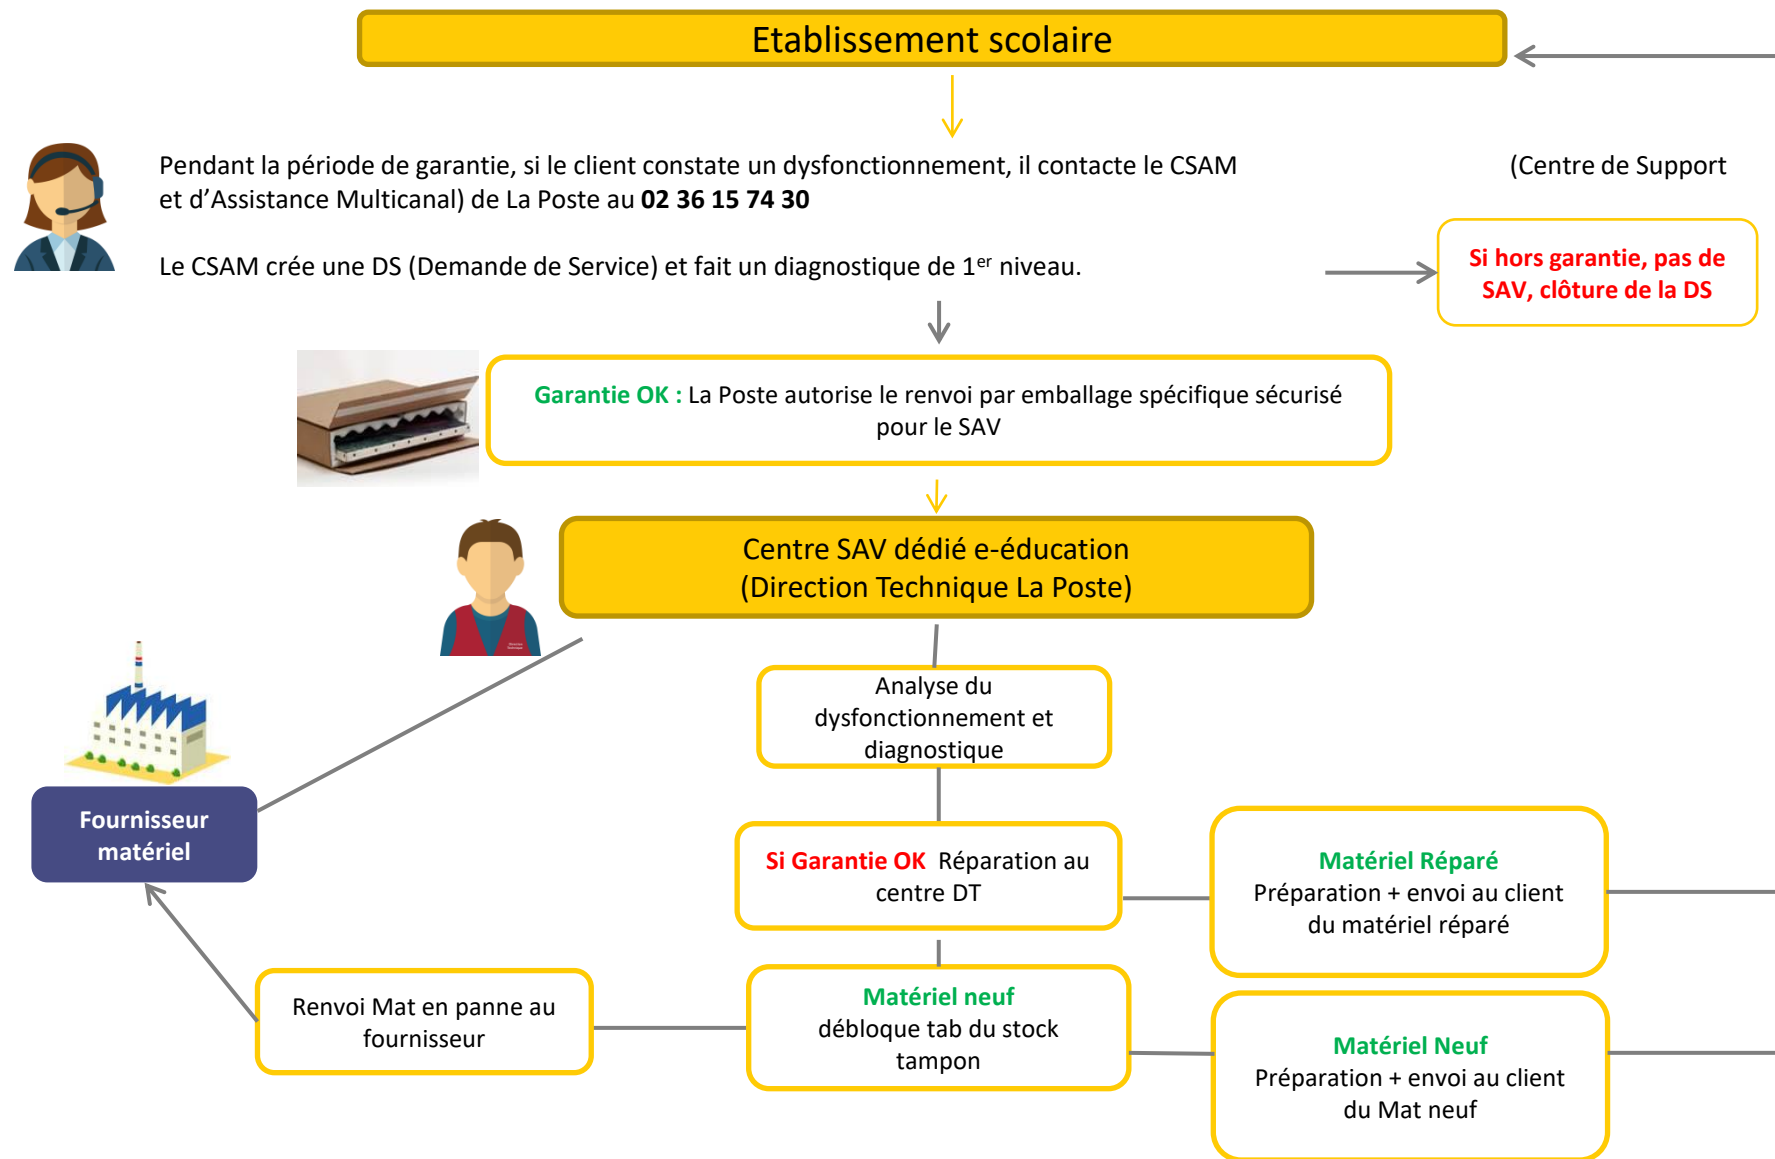 Etablissement scolaire
Pendant la période de garantie, si le client constate un dysfonctionnement, il contacte le CSAM (Centre de Support
et d’Assistance Multicanal) de La Poste au 02 36 15 74 30
Le CSAM crée une DS (Demande de Service) et fait un diagnostique de 1er niveau.
Si hors garantie, pas de
SAV, clôture de la DS
Garantie OK : La Poste autorise le renvoi par emballage spécifique sécurisé
pour le SAV
Centre SAV dédié e-éducation
(Direction Technique La Poste)
Analyse du
dysfonctionnement et
diagnostique
Fournisseur
matériel
Si Garantie OK Réparation au
centre DT
Matériel Réparé
Préparation + envoi au client
du matériel réparé
Renvoi Mat en panne au
fournisseur
Matériel neuf
débloque tab du stock
tampon
Matériel Neuf
Préparation + envoi au client
du Mat neuf